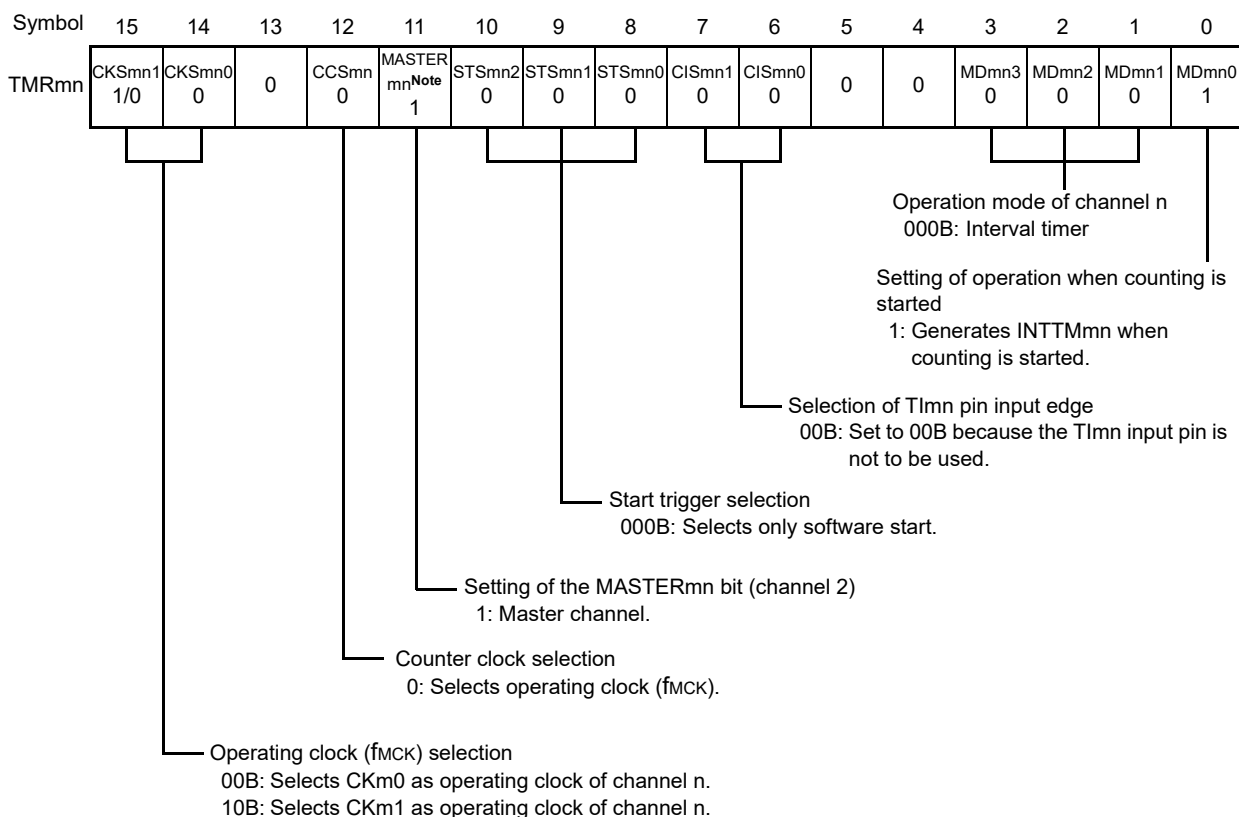 Symbol 15 14 13 12 11 10 9 8 7 6 5 4 3 2 1 0
TMRmn
CKSmn1
1/0
CKSmn0
0
0
CCSmn
0
MASTER
mnNote
1
STSmn2
0
STSmn1
0
STSmn0
0
CISmn1
0
CISmn0
0
0
0
MDmn3
0
MDmn2
0
MDmn1
0
MDmn0
1
Operation mode of channel n
000B: Interval timer
Setting of operation when counting is
started
1: Generates INTTMmn when
counting is started.
Selection of TImn pin input edge
00B: Set to 00B because the TImn input pin is
not to be used.
Start trigger selection
000B: Selects only software start.
Setting of the MASTERmn bit (channel 2)
1: Master channel.
Counter clock selection
0: Selects operating clock (fMCK).
Operating clock (fMCK) selection
00B: Selects CKm0 as operating clock of channel n.
10B: Selects CKm1 as operating clock of channel n.